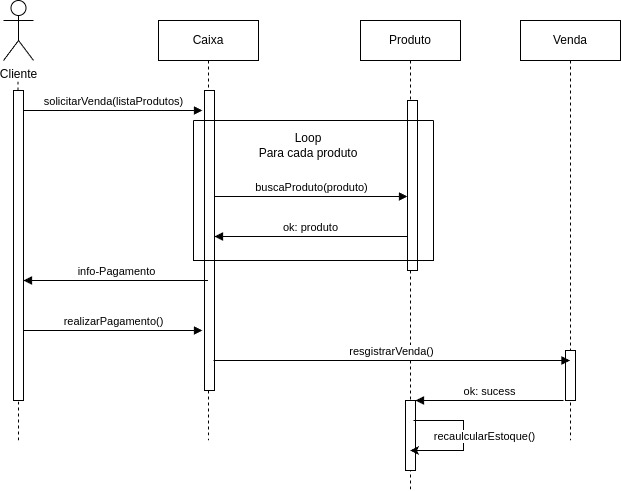 Cliente
Caixa
Produto
Venda
solicitarVenda(listaProdutos)
Loop
Para cada produto
buscaProduto(produto)
ok: produto
info-Pagamento
realizarPagamento()
resgistrarVenda()
ok: sucess
recaulcularEstoque()